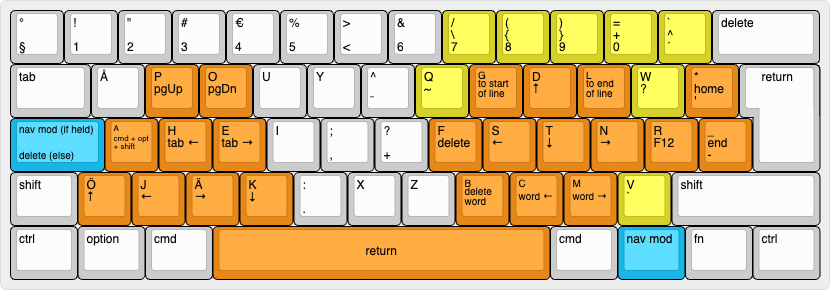 ° ! " # € % > & / ( ) = ` delete
\ { } + ^
§ 1 2 3 4 5 < 6 7 8 9 0 ´
tab Å P O U Y ^ Q G D L W * return
pgUp pgDn ¨ ~ to start of line ↑ to end of line ? home '
nav mod (if held) A H E I ; ? F S T N R _
delete (else) cmd + opt + shift tab ← tab → , + delete ← ↓ → F12 end -
shift Ö J Ä K : X Z B C M V shift
↑ ← → ↓ . delete word word ← word → `
ctrl option cmd return cmd nav mod fn ctrl